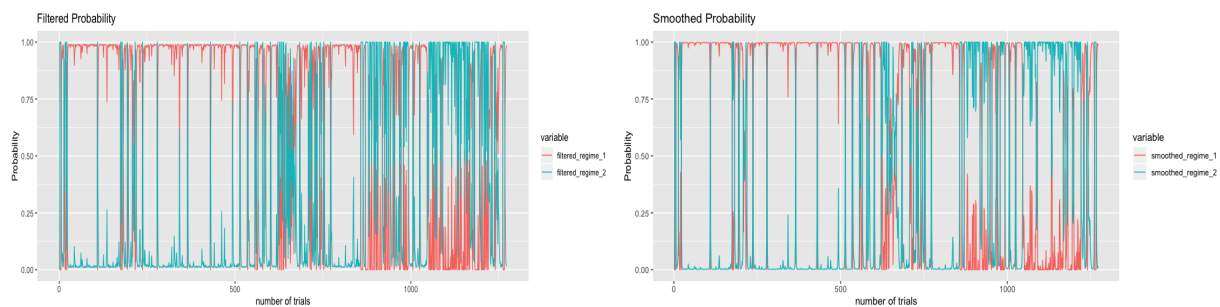 Filtered Probability
1.00
0.75
0.50
0.25
0.00
Probability
0
500
1000
number of trials
variable
filtered_regime_1
filtered_regime_2
Smoothed Probability
1.00
0.75
0.50
0.25
0.00
Probability
0
500
1000
number of trials
variable
smoothed_regime_1
smoothed_regime_2